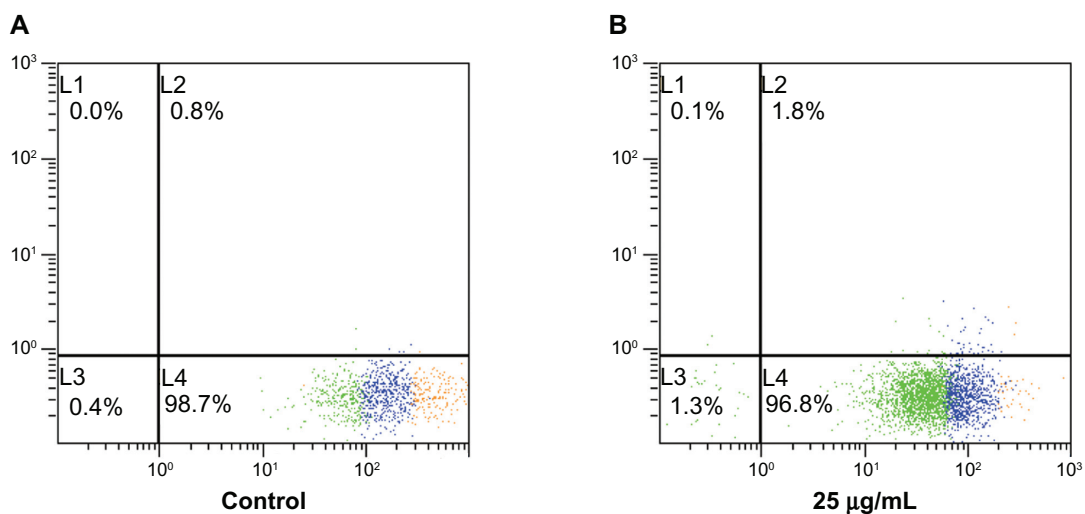 A
10³
10²
10¹
10⁰
L1
0.0%
L2
0.8%
L3
0.4%
L4
98.7%
10⁰
10¹
10²
Control
B
10³
10²
10¹
10⁰
L1
0.1%
L2
1.8%
L3
1.3%
L4
96.8%
10⁰
10¹
10²
10³
25 μg/mL